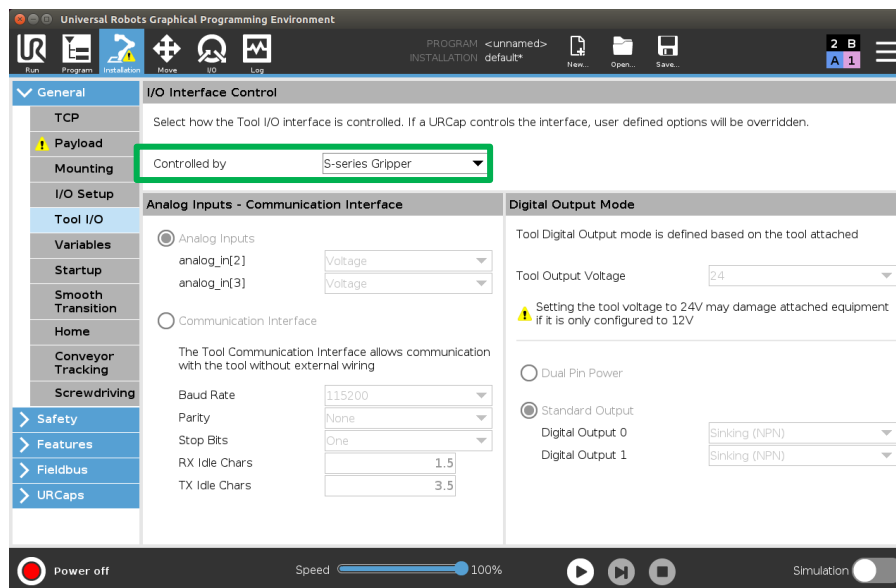 Universal Robots Graphical Programming Environment
Run
Program
Installation
Move
I/O
Log
PROGRAM <unnamed>
INSTALLATION default*
New...
Open...
Save...
2 B
A 1
General
TCP
Payload
Mounting
I/O Setup
Tool I/O
Variables
Startup
Smooth
Transition
Home
Conveyor
Tracking
Screwdriving
Safety
Features
Fieldbus
URCaps
I/O Interface Control
Select how the Tool I/O interface is controlled. If a URCap controls the interface, user defined options will be overridden.
Controlled by S-series Gripper
Analog Inputs - Communication Interface
Analog Inputs
analog_in[2] Voltage
analog_in[3] Voltage
Communication Interface
The Tool Communication Interface allows communication
with the tool without external wiring
Baud Rate 115200
Parity None
Stop Bits One
RX Idle Chars 1.5
TX Idle Chars 3.5
Digital Output Mode
Tool Digital Output mode is defined based on the tool attached
Tool Output Voltage 24
Setting the tool voltage to 24V may damage attached equipment
if it is only configured to 12V
Dual Pin Power
Standard Output
Digital Output 0 Sinking (NPN)
Digital Output 1 Sinking (NPN)
Power off
Speed 100%
Simulation